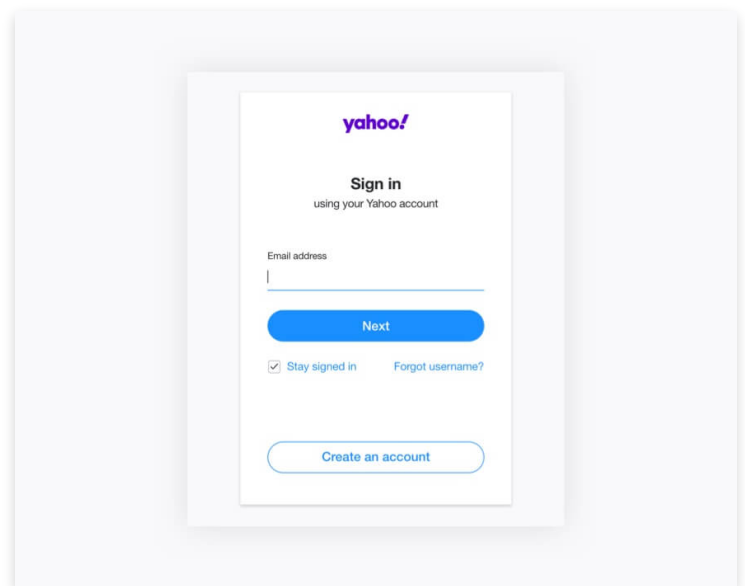 yahoo!
Sign in
using your Yahoo account
Email address
Next
Stay signed in Forgot username?
Create an account